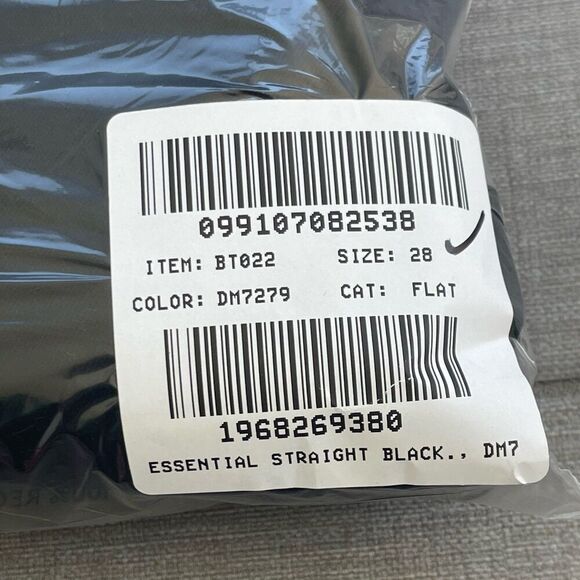 099107082538
ITEM: BT022 SIZE: 28
COLOR: DM7279 CAT: FLAT
1968269380
ESSENTIAL STRAIGHT BLACK., DM7